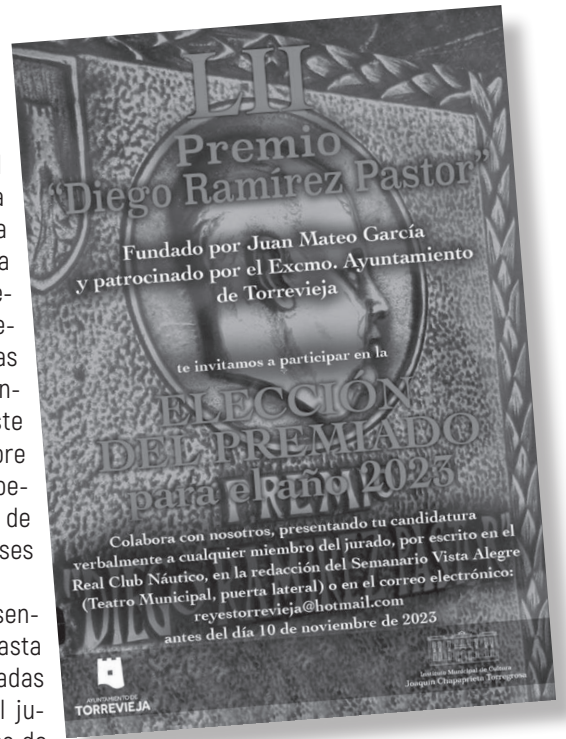 LII
Premio
"Diego Ramírez Pastor"
Fundado por Juan Mateo García
y patrocinado por el Excmo. Ayuntamiento
de Torrevieja
te invitamos a participar en la
ELECCIÓN
DEL PREMIADO
para el año 2023
Colabora con nosotros, presentando tu candidatura
verbalmente a cualquier miembro del jurado, por escrito en el
Real Club Náutico, en la redacción del Semanario Vista Alegre
(Teatro Municipal, puerta lateral) o en el correo electrónico:
reyestorrevieja@hotmail.com
antes del día 10 de noviembre de 2023
AYUNTAMIENTO DE
TORREVIEJA
Instituto Municipal de Cultura
Joaquín Chapaprieta Torregrosa